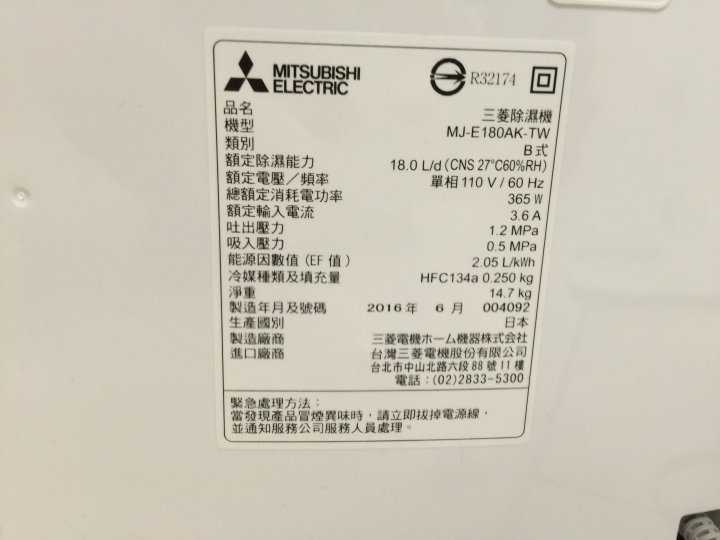 MITSUBISHI
ELECTRIC
R32174
品名 三菱除濕機
機型 MJ-E180AK-TW
類別 B式
額定除濕能力 18.0 L/d (CNS 27℃60%RH)
額定電壓／頻率 單相 110 V / 60 Hz
總額定消耗電功率 365 W
額定輸入電流 3.6 A
吐出壓力 1.2 MPa
吸入壓力 0.5 MPa
能源因數值 (EF 值) 2.05 L/kWh
冷媒種類及填充量 HFC134a 0.250 kg
淨重 14.7 kg
製造年月及號碼 2016 年 6 月 004092
生產國別 日本
製造廠商 三菱電機ホーム機器株式会社
進口廠商 台灣三菱電機股份有限公司
台北市中山北路六段 88 號 11 樓
電話：(02)2833-5300
緊急處理方法：
當發現產品冒煙異味時，請立即拔掉電源線，
並通知服務公司服務人員處理。